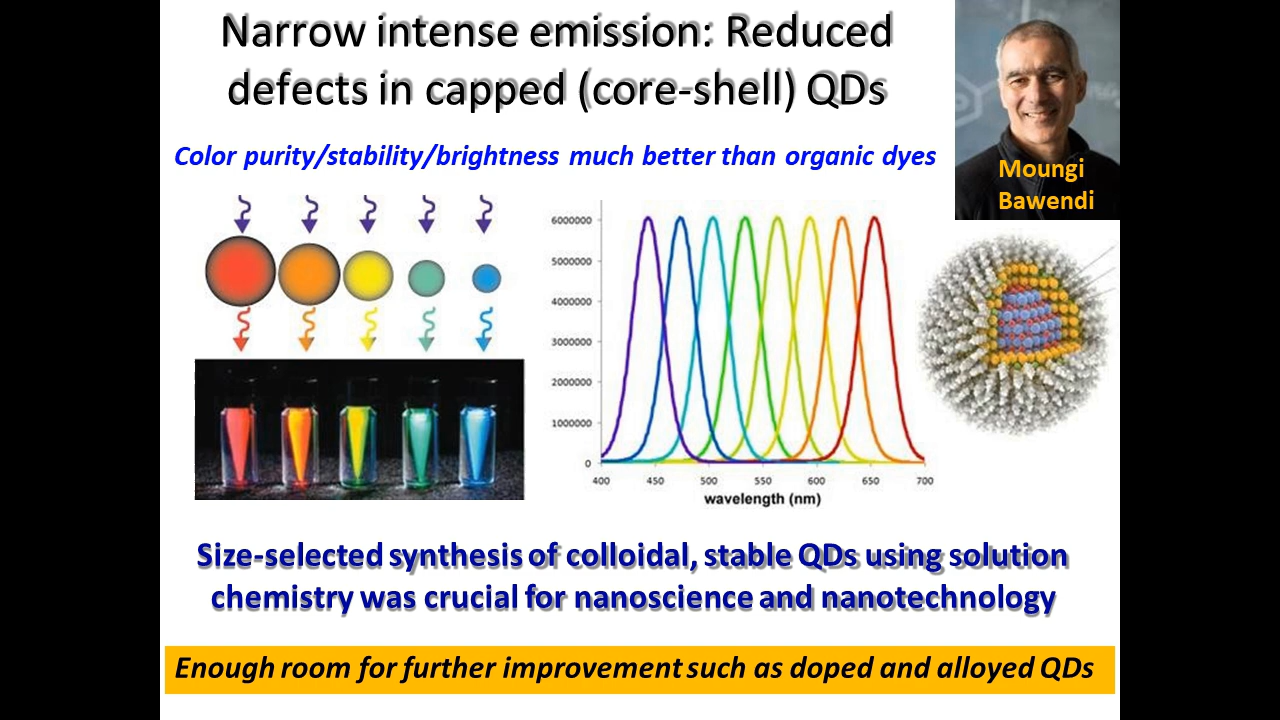 Narrow intense emission: Reduced
defects in capped (core-shell) QDs
Color purity/stability/brightness much better than organic dyes
Moungi
Bawendi
6000000
5000000
4000000
3000000
2000000
1000000
0
400 450 500 550 600 650 700
wavelength (nm)
Size-selected synthesis of colloidal, stable QDs using solution
chemistry was crucial for nanoscience and nanotechnology
Enough room for further improvement such as doped and alloyed QDs